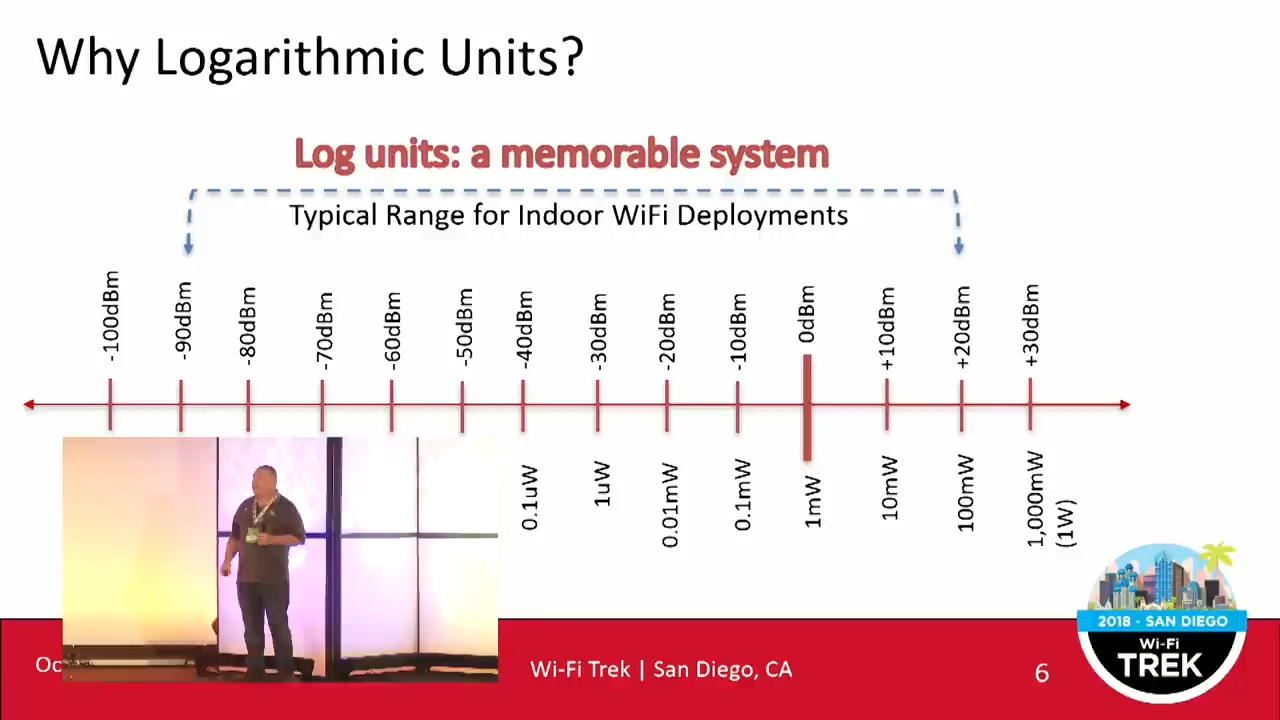 Why Logarithmic Units?
Log units: a memorable system
Typical Range for Indoor WiFi Deployments
-100dBm
-90dBm
-80dBm
-70dBm
-60dBm
-50dBm
-40dBm
-30dBm
-20dBm
-10dBm
0dBm
+10dBm
+20dBm
+30dBm
0.1uW
1uW
0.01mW
0.1mW
1mW
10mW
100mW
1,000mW
(1W)
Oc
Wi-Fi Trek | San Diego, CA
6
2018 - SAN DIEGO
Wi-Fi
TREK